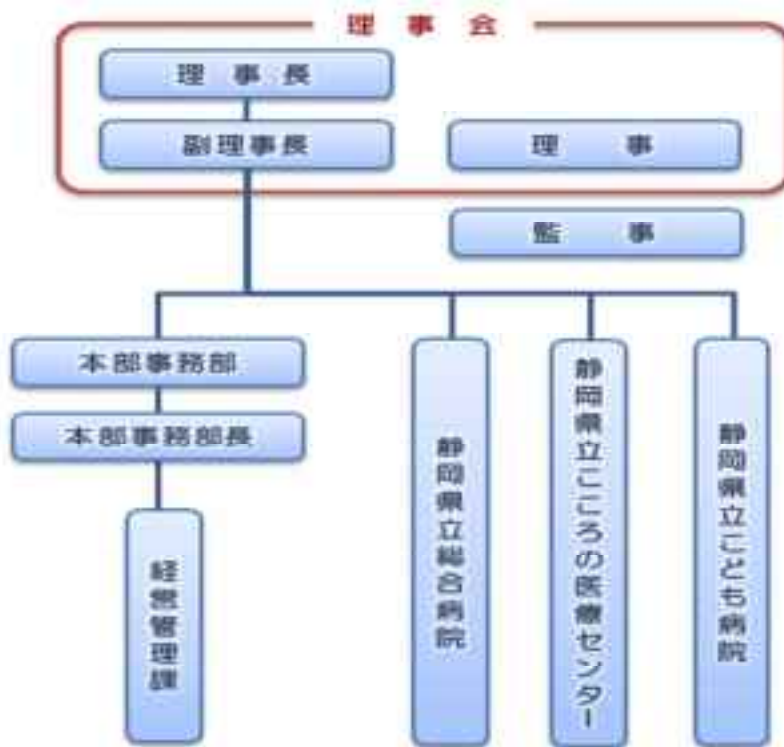 理事会
理事長
副理事長
理事
監事
本部事務部
本部事務部長
経営管理課
静岡県立総合病院
静岡県立こころの医療センター
静岡県立こども病院